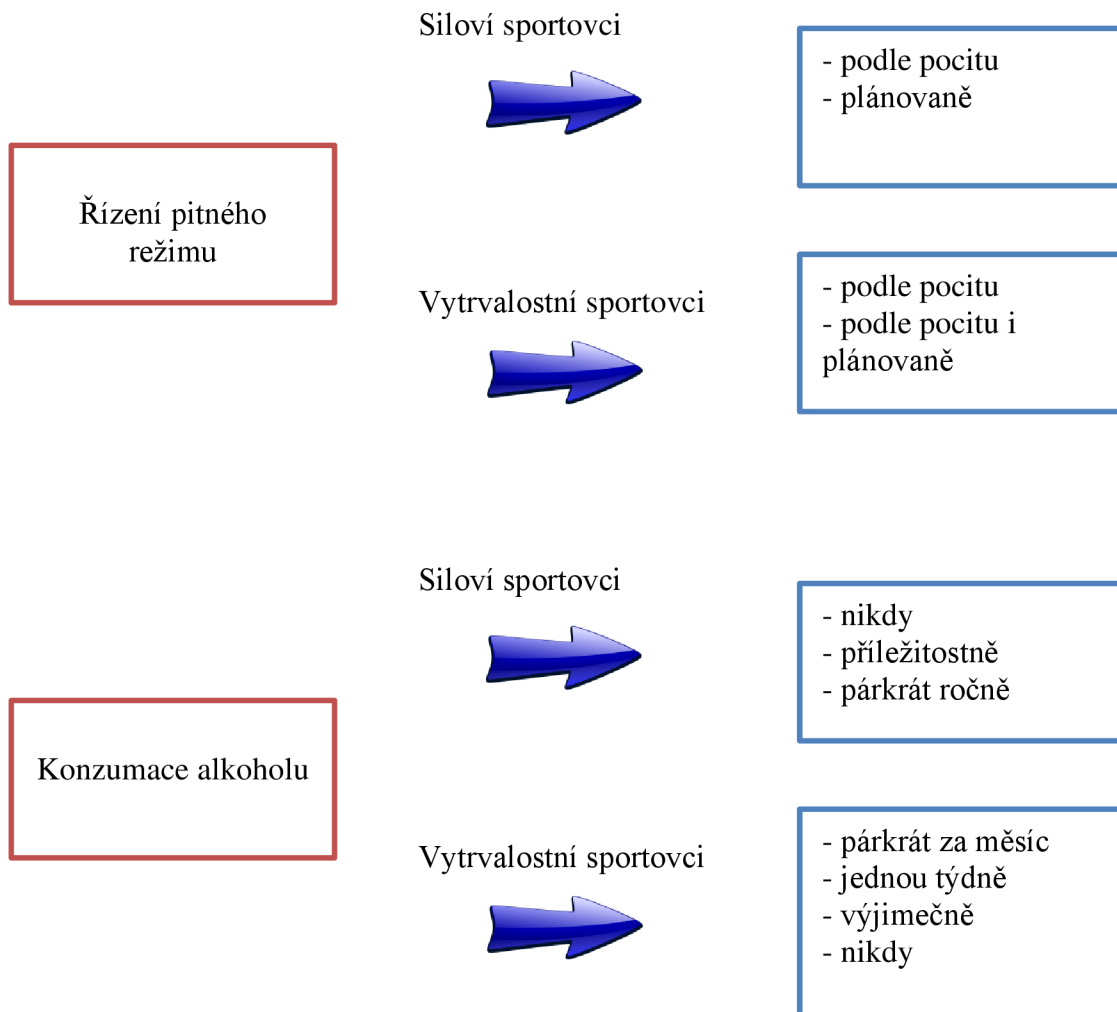 Siloví sportovci
- podle pocitu
- plánovaně
Řízení pitného
režimu
Vytrvalostní sportovci
- podle pocitu
- podle pocitu i
plánovaně
Siloví sportovci
- nikdy
- příležitostně
- párkrát ročně
Konzumace alkoholu
Vytrvalostní sportovci
- párkrát za měsíc
- jednou týdně
- výjimečně
- nikdy